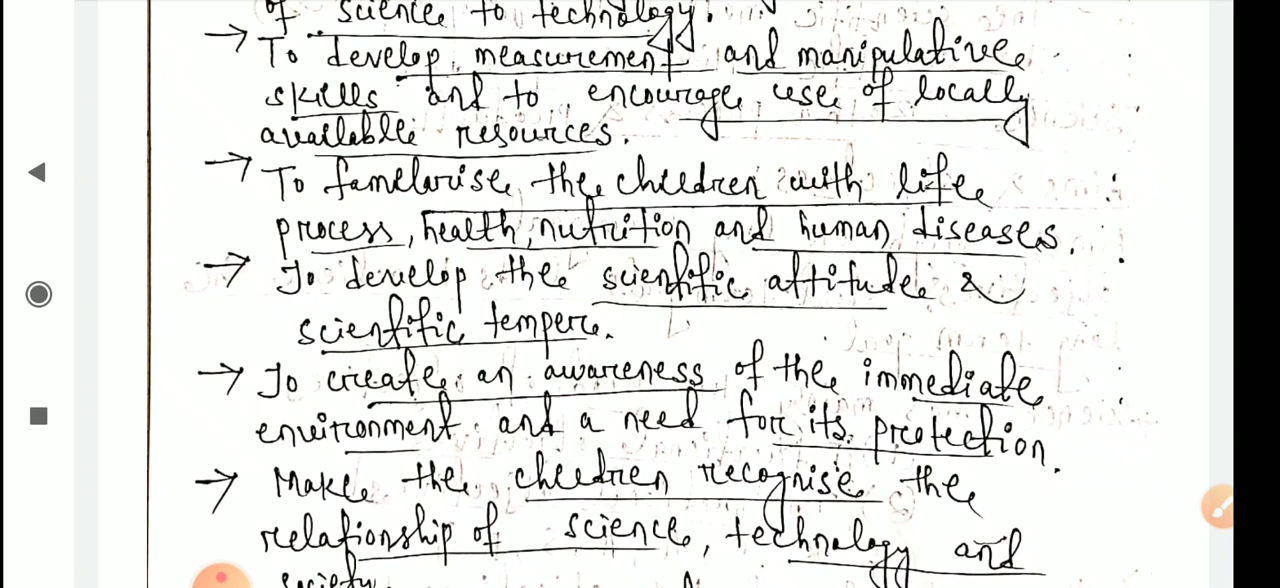 of science to technology.
→ To develop measurement and manipulative
skills and to encourage use of locally
available resources.
→ To familarise the children with life
process, health, nutrition and human diseases.
→ To develop the scientific attitude &
scientific temper.
→ To create an awareness of the immediate
environment and a need for its protection.
→ Make the children recognise the
relationship of science, technology and
society